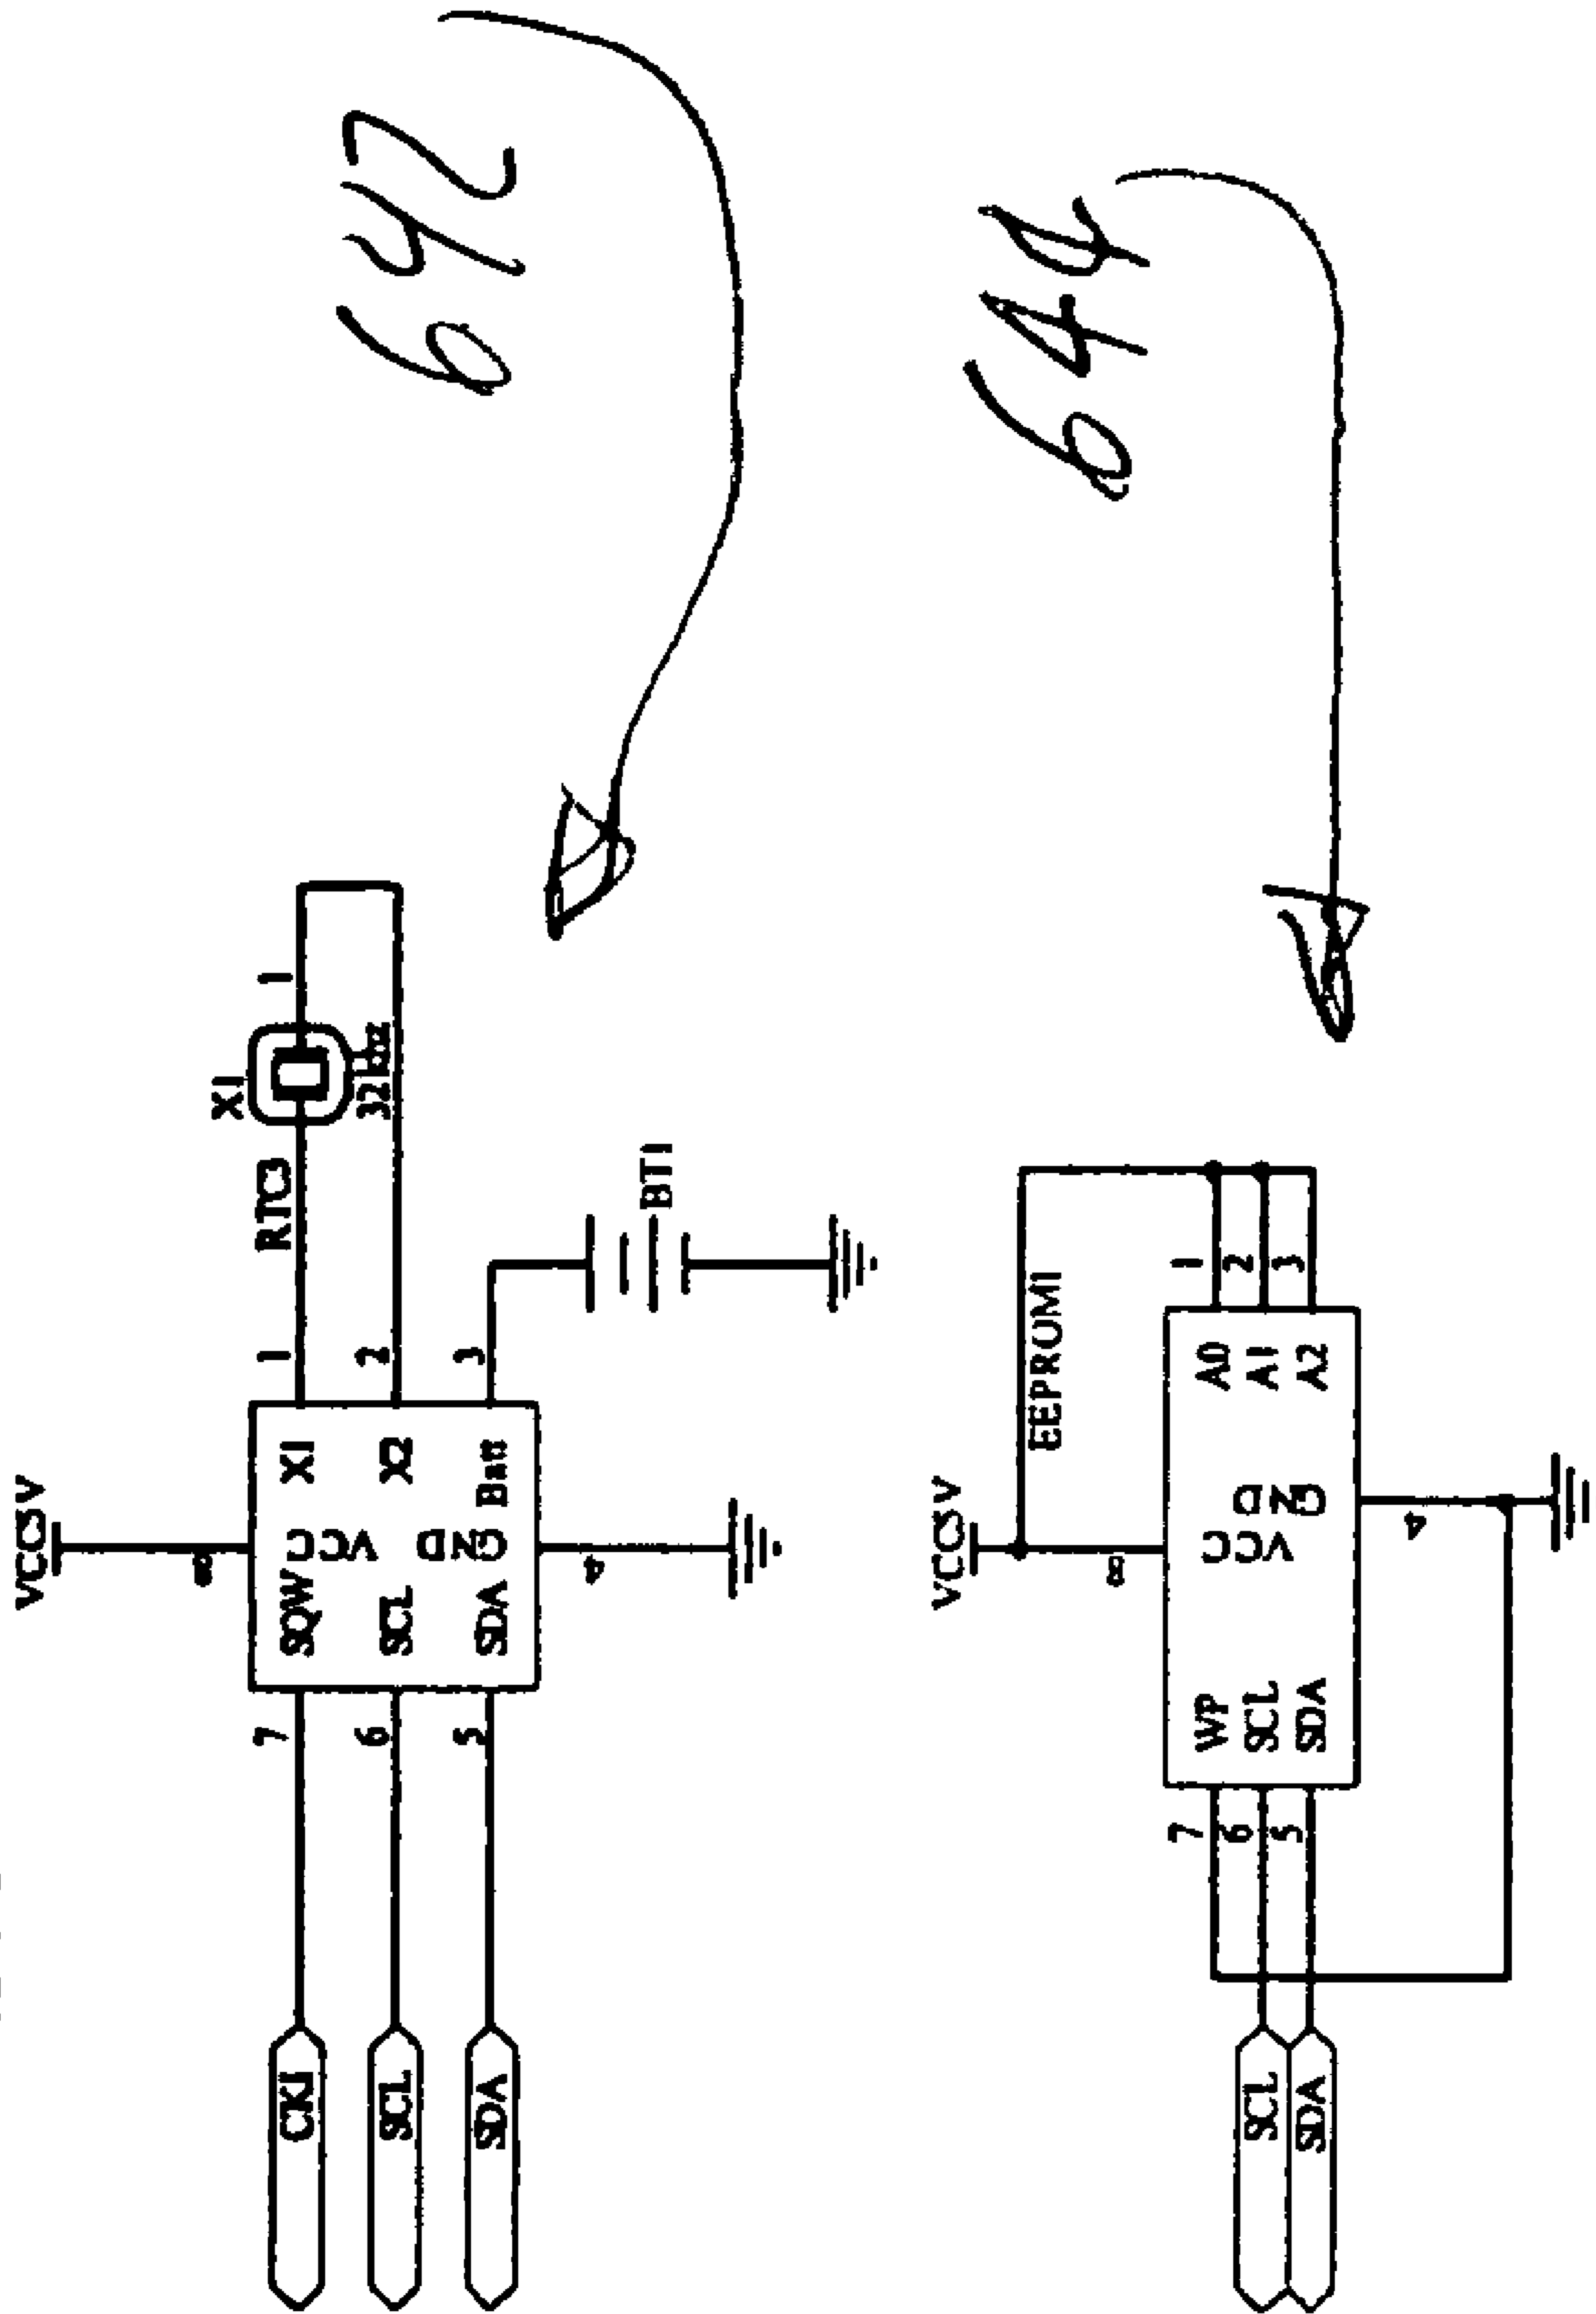 642
VCC5V
8
X1
RTC3
1
32khz
CKI
7
SQW
VCC
X1
1
SCL
6
SCL
X2
2
SDA
5
SDA
GND
Batt
3
4
BT1
644
VCC5V
8
EEPROM1
7
WP
VCC
A0
1
SCL
6
SCL
A1
2
SDA
5
SDA
GND
A2
3
4